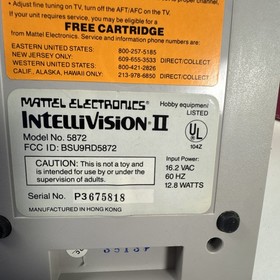 • Adjust fine tuning on TV, turn off the AFT/AFC on the TV.
If your unit requires service, you may be eligible for a
FREE CARTRIDGE
from Mattel Electronics. Service and information phone numbers are:
EASTERN UNITED STATES: 800-257-5185
NEW JERSEY ONLY: 609-655-3533 DIRECT/COLLECT
WESTERN UNITED STATES: 800-421-2826
CALIF., ALASKA, HAWAII ONLY: 213-978-6850 DIRECT/COLLECT
MATTEL ELECTRONICS®
INTELLIVISION® II
Model No. 5872
FCC ID: BSU9RD5872
Hobby equipment
LISTED
UL
104Z
CAUTION: This is not a toy and
is intended for use by or under the
supervision of adults.
Input Power:
16.2 VAC
60 HZ
12.8 WATTS
Serial No. P3675818
MANUFACTURED IN HONG KONG